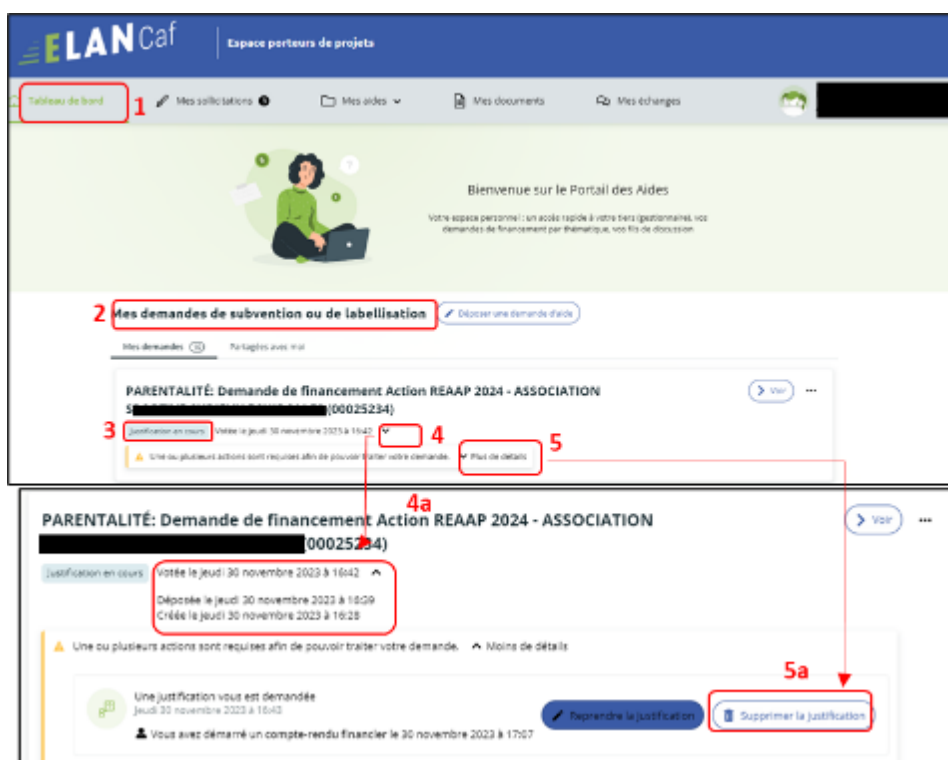 ELAN Caf
Espace porteurs de projets
Tableau de bord
1
Mes sollicitations
Mes aides
Mes documents
Mes échanges
Bienvenue sur le Portail des Aides
Votre espace personnel : un accès rapide à votre tiers (gestionnaire), vos
demandes de financement par thématique, vos fils de discussion
2
Mes demandes de subvention ou de labellisation
Déposer une demande d'aide
Mes demandes
Partagées avec moi
PARENTALITÉ: Demande de financement Action REAAP 2024 - ASSOCIATION
(00025234)
Voir
3
Justification en cours
Votée le jeudi 30 novembre 2023 à 16:42
4
5
Une ou plusieurs actions sont requises afin de pouvoir traiter votre demande.
Plus de détails
4a
PARENTALITÉ: Demande de financement Action REAAP 2024 - ASSOCIATION
(00025234)
Voir
Justification en cours
Votée le jeudi 30 novembre 2023 à 16:42
Déposée le jeudi 30 novembre 2023 à 16:39
Créée le jeudi 30 novembre 2023 à 16:28
Une ou plusieurs actions sont requises afin de pouvoir traiter votre demande.
Moins de détails
5a
Une justification vous est demandée
Jeudi 30 novembre 2023 à 16:43
Reprendre la justification
Supprimer la justification
Vous avez démarré un compte-rendu financier le 30 novembre 2023 à 17:07